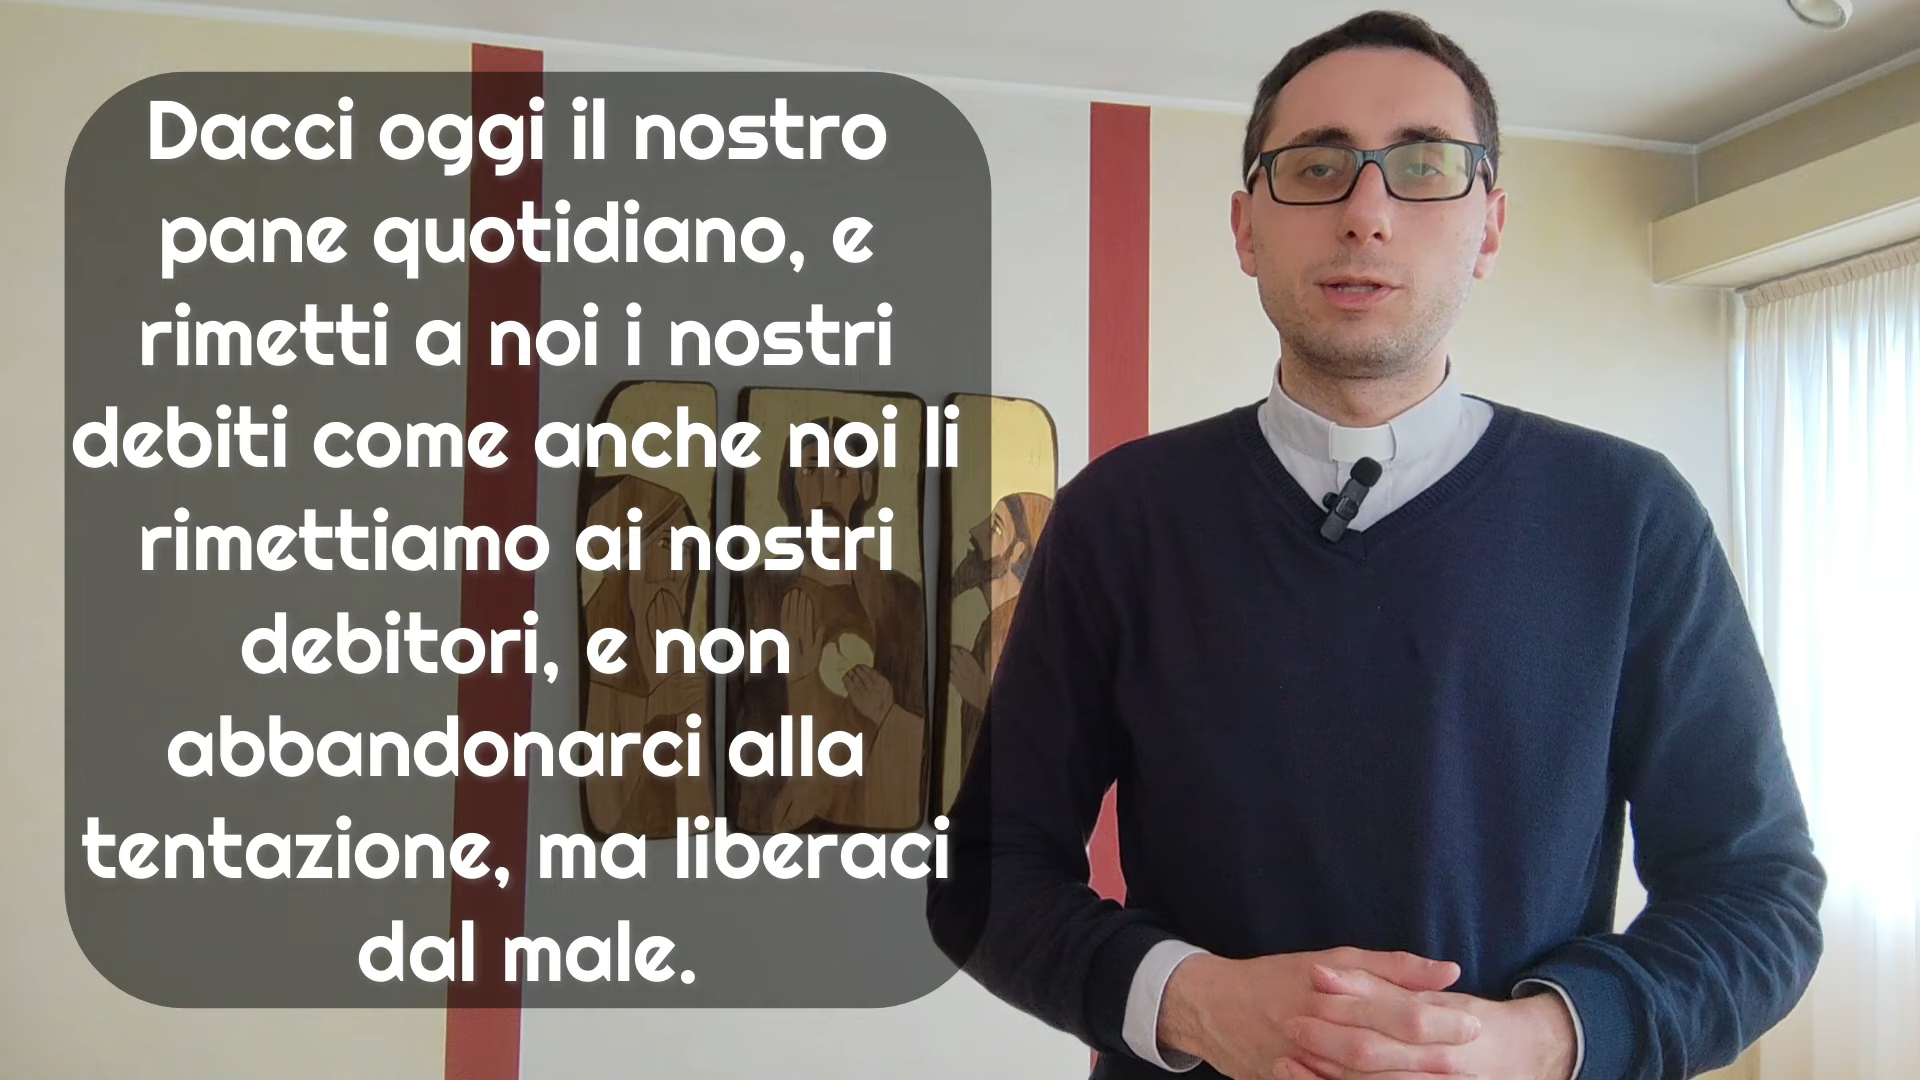 Dacci oggi il nostro
pane quotidiano, e
rimetti a noi i nostri
debiti come anche noi li
rimettiamo ai nostri
debitori, e non
abbandonarci alla
tentazione, ma liberaci
dal male.